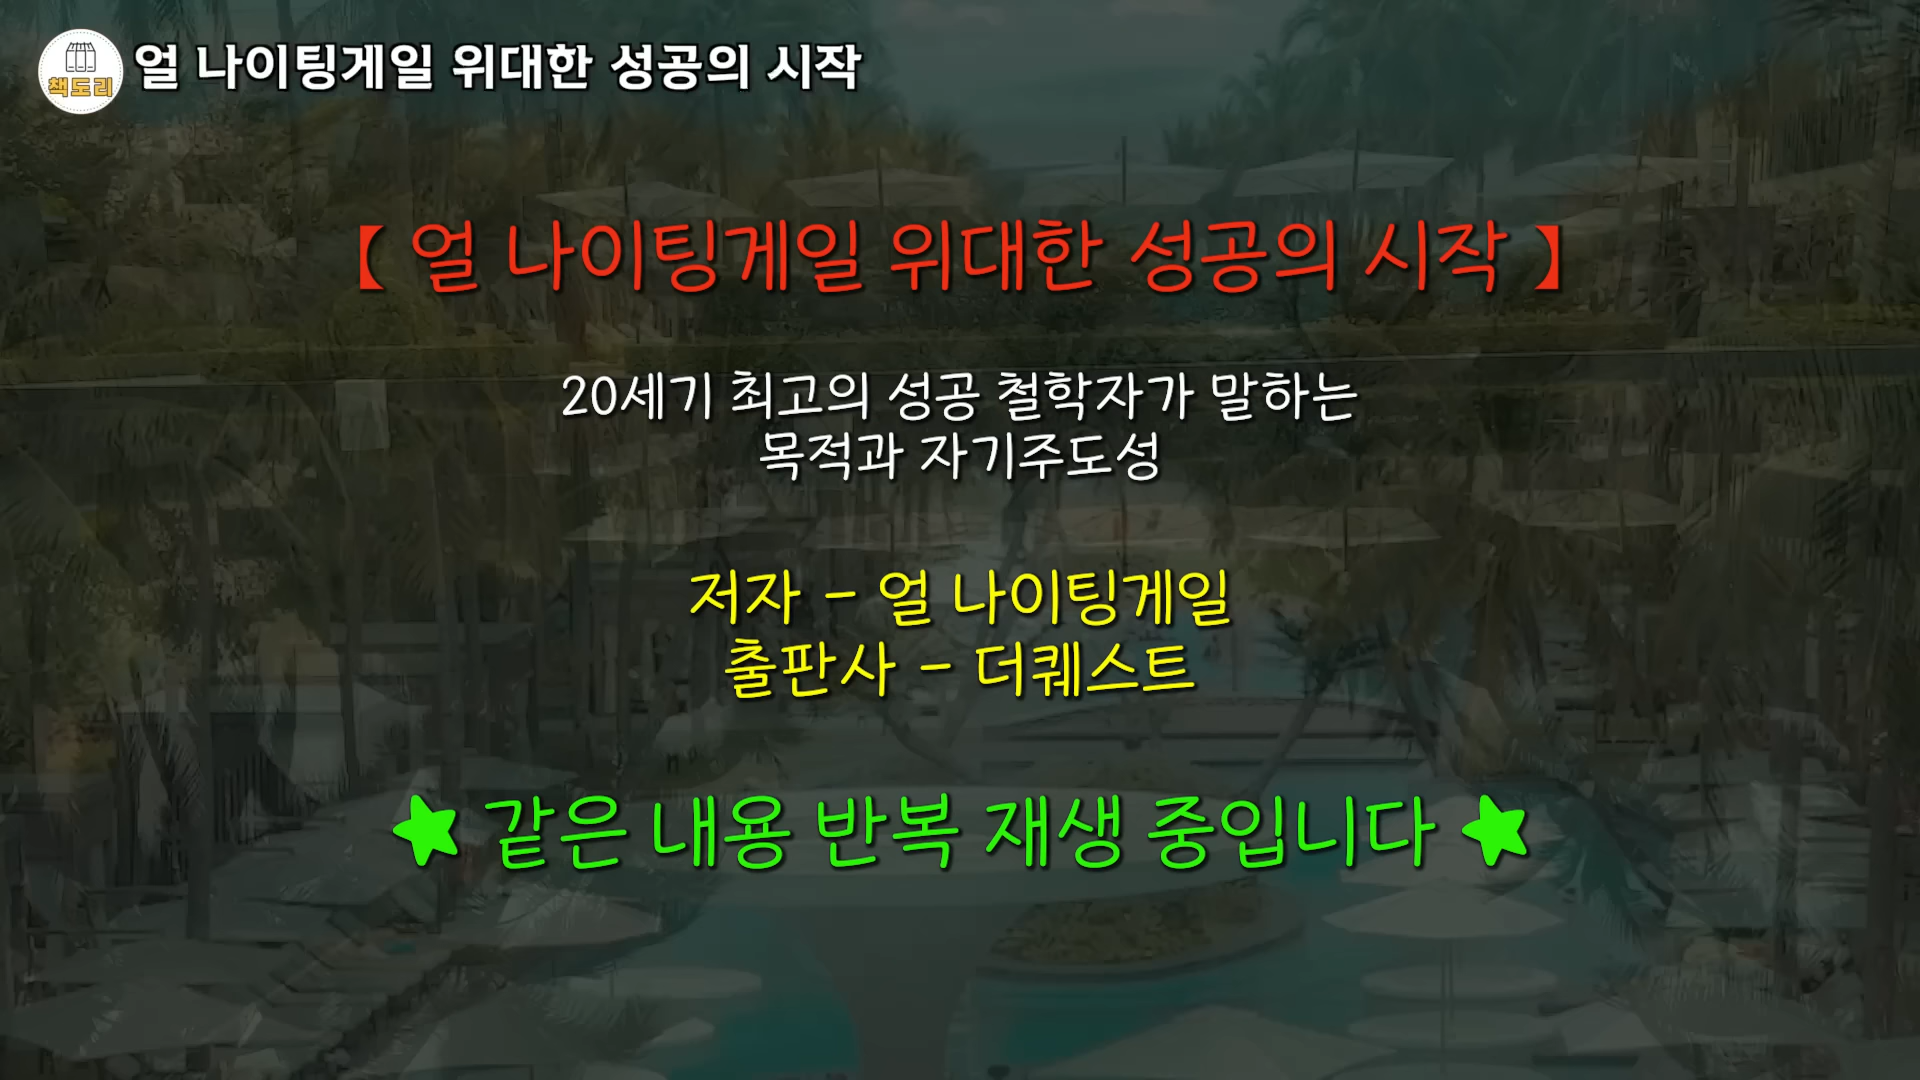 책도리
얼 나이팅게일 위대한 성공의 시작
【 얼 나이팅게일 위대한 성공의 시작 】
20세기 최고의 성공 철학자가 말하는
목적과 자기주도성
저자 - 얼 나이팅게일
출판사 - 더퀘스트
★ 같은 내용 반복 재생 중입니다 ★